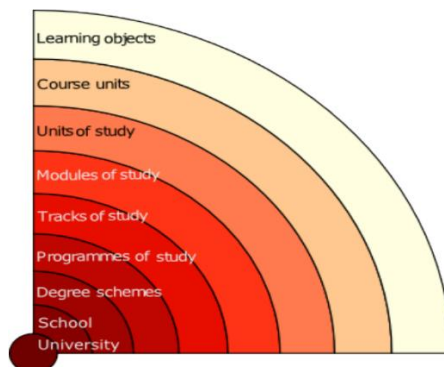 Learning objects
Course units
Units of study
Modules of study
Tracks of study
Programmes of study
Degree schemes
School
University